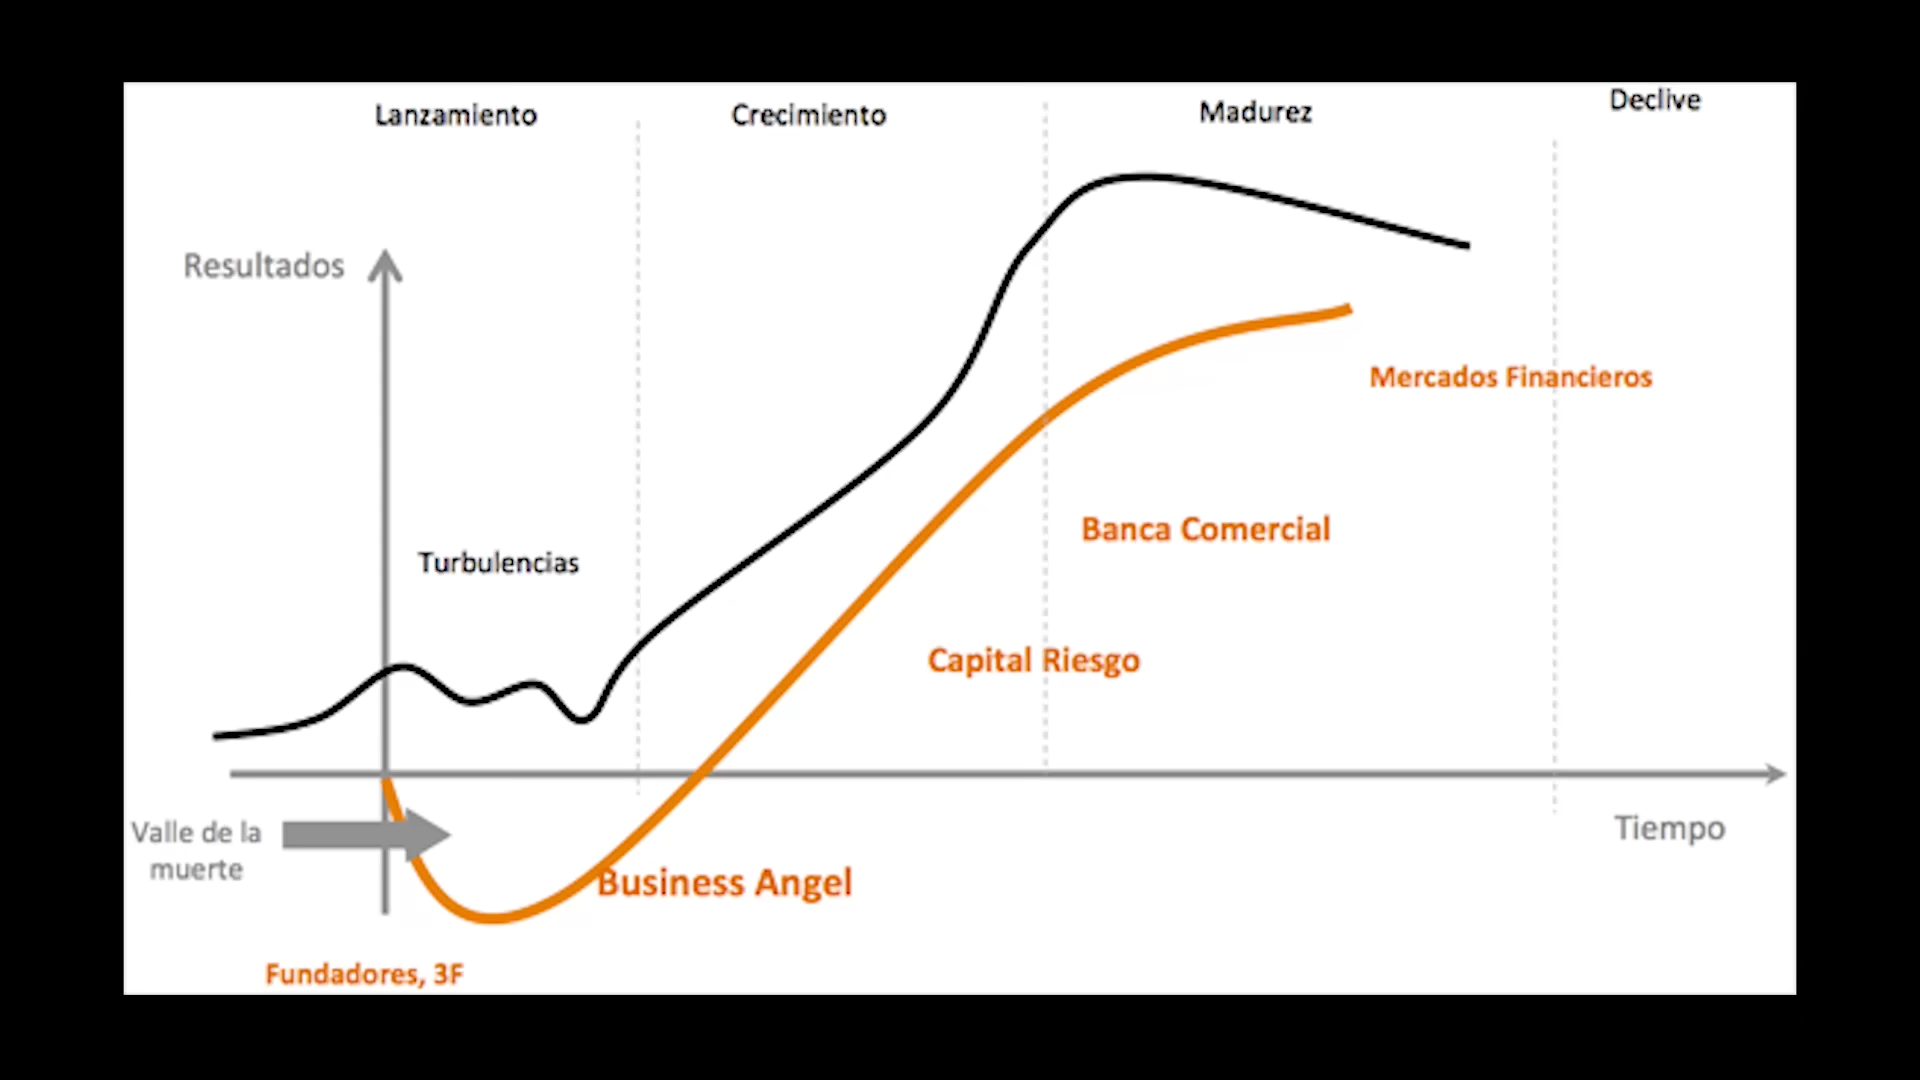 Lanzamiento
Crecimiento
Madurez
Declive
Resultados
Mercados Financieros
Banca Comercial
Turbulencias
Capital Riesgo
Tiempo
Valle de la
muerte
Business Angel
Fundadores, 3F